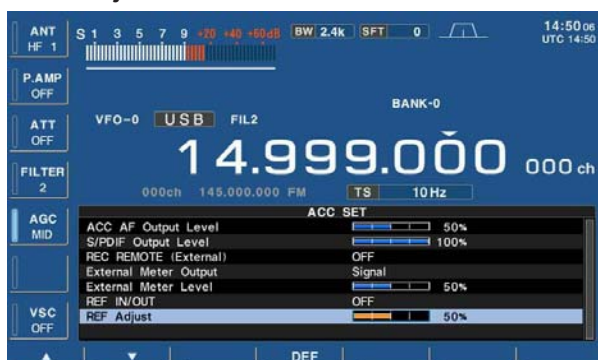 ANT
HF 1
S 1 3 5 7 9 +20 +40 +60dB
BW 2.4k SFT 0
14:50 06
UTC 14:50
P.AMP
OFF
BANK-0
ATT
OFF
VFO-0 USB FIL2
14.999.000 000 ch
FILTER
2
000ch 145.000.000 FM TS 10Hz
AGC
MID
ACC SET
ACC AF Output Level 50%
S/PDIF Output Level 100%
REC REMOTE (External) OFF
External Meter Output Signal
External Meter Level 50%
REF IN/OUT OFF
REF Adjust 50%
VSC
OFF
DEF